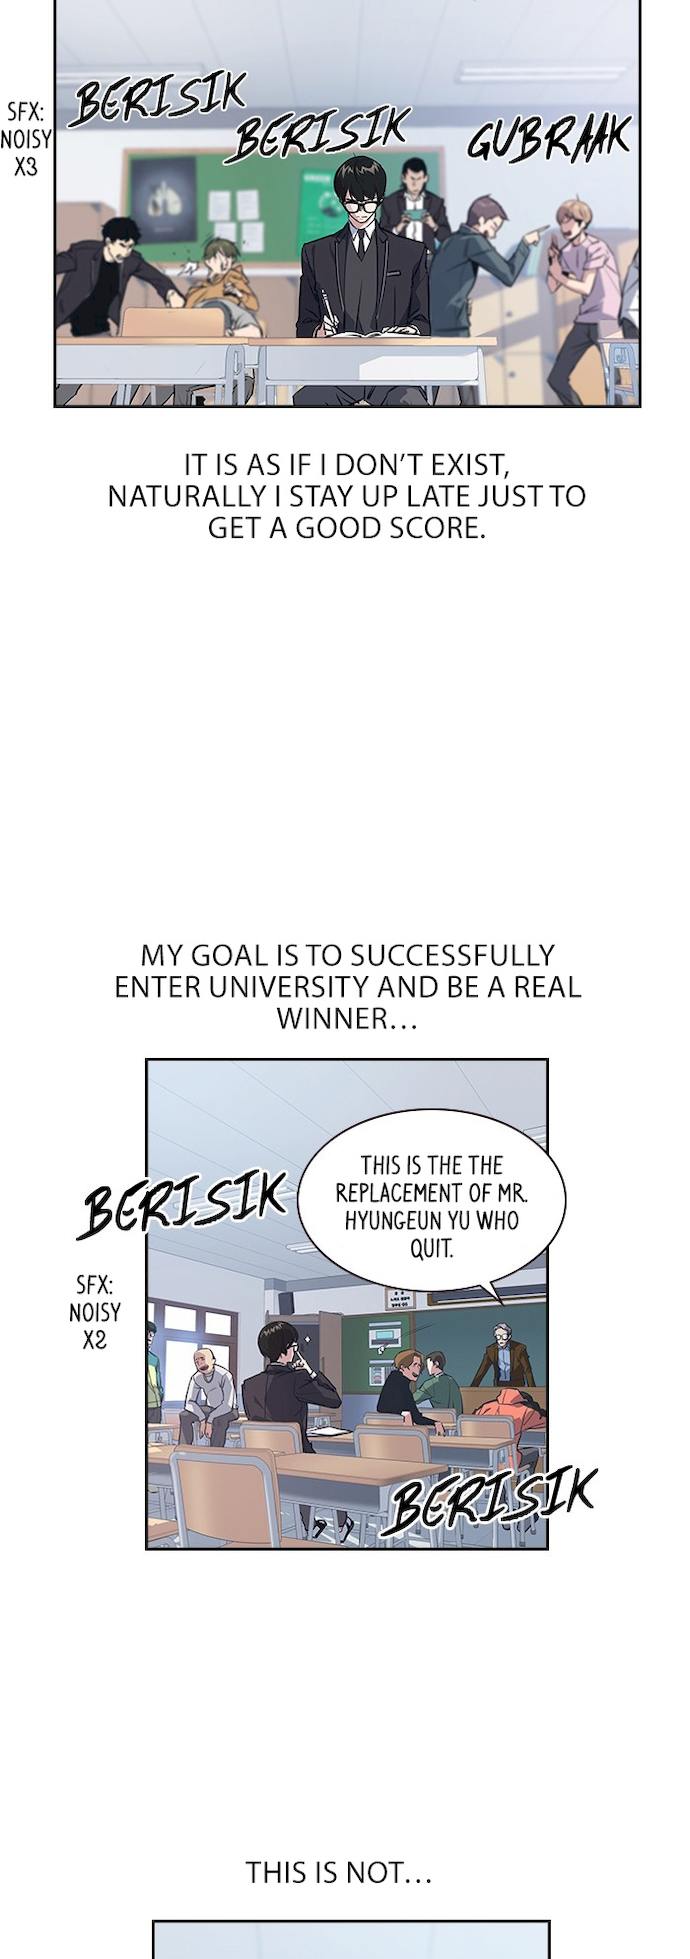 BERISIK
BERISIK
GUBRAAK
SFX:
NOISY
X3
GREEN
IT IS AS IF I DON'T EXIST,
NATURALLY I STAY UP LATE JUST TO
GET A GOOD SCORE.
MY GOAL IS TO SUCCESSFULLY
ENTER UNIVERSITY AND BE A REAL
WINNER...
THIS IS THE THE
REPLACEMENT OF MR.
HYUNGEUN YU WHO
QUIT.
BERISIK
SFX:
NOISY
X2
BERISIK
THIS IS NOT...